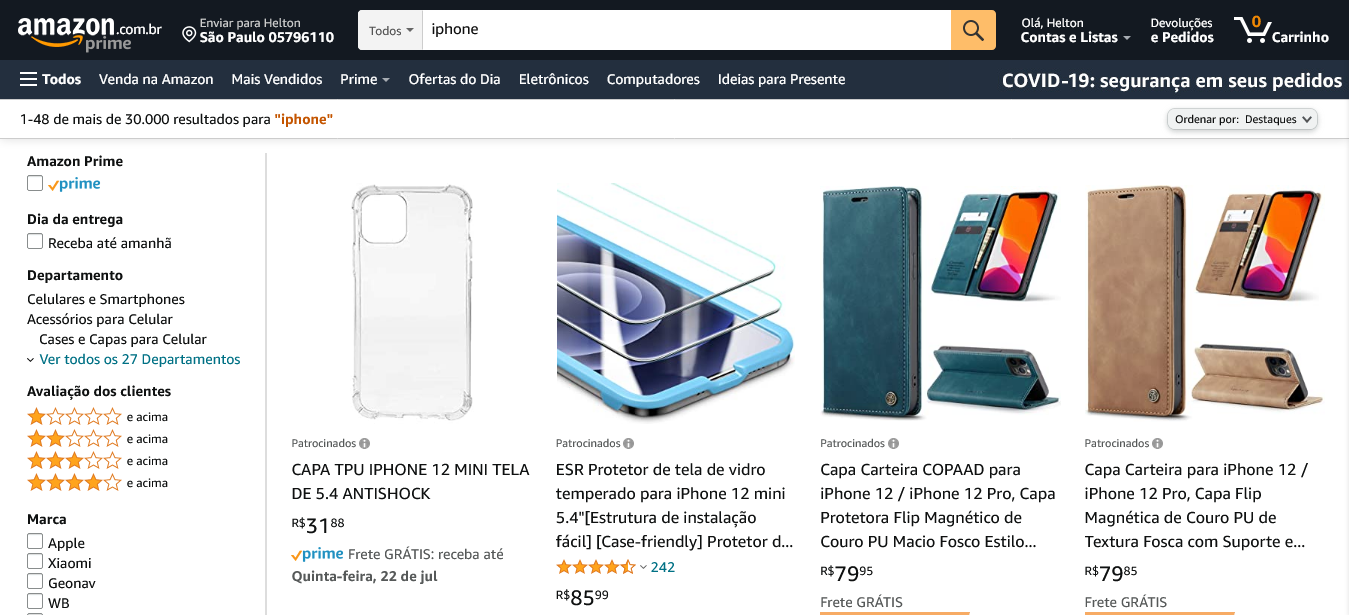 amazon.com.br
prime
Enviar para Helton
São Paulo 05796110
Todos
iphone
Olá, Helton
Contas e Listas
Devoluções
e Pedidos
0
Carrinho
Todos
Venda na Amazon
Mais Vendidos
Prime
Ofertas do Dia
Eletrônicos
Computadores
Ideias para Presente
COVID-19: segurança em seus pedidos
1-48 de mais de 30.000 resultados para "iphone"
Ordenar por: Destaques
Amazon Prime
prime
Dia da entrega
Receba até amanhã
Departamento
Celulares e Smartphones
Acessórios para Celular
Cases e Capas para Celular
Ver todos os 27 Departamentos
Avaliação dos clientes
e acima
e acima
e acima
e acima
Marca
Apple
Xiaomi
Geonav
WB
Patrocinados
CAPA TPU IPHONE 12 MINI TELA
DE 5.4 ANTISHOCK
R$3188
prime Frete GRÁTIS: receba até
Quinta-feira, 22 de jul
Patrocinados
ESR Protetor de tela de vidro
temperado para iPhone 12 mini
5.4"[Estrutura de instalação
fácil] [Case-friendly] Protetor d...
242
R$8599
Patrocinados
Capa Carteira COPAAD para
iPhone 12 / iPhone 12 Pro, Capa
Protetora Flip Magnético de
Couro PU Macio Fosco Estilo...
R$7995
Frete GRÁTIS
Patrocinados
Capa Carteira para iPhone 12 /
iPhone 12 Pro, Capa Flip
Magnética de Couro PU de
Textura Fosca com Suporte e...
R$7985
Frete GRÁTIS